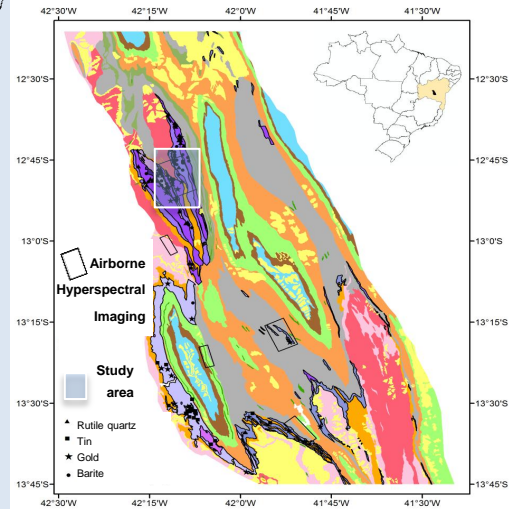 42°30'S 42°15'W 42°0'W 41°45'W 41°30'W
12°30'S 12°30'S
12°45'S 12°45'S
13°0'S 13°0'S
Airborne
Hyperspectral
Imaging
13°15'S 13°15'S
Study
area
13°30'S 13°30'S
Rutile quartz
Tin
Gold
Barite
13°45'S 13°45'S
42°30'S 42°15'W 42°0'W 41°45'W 41°30'W